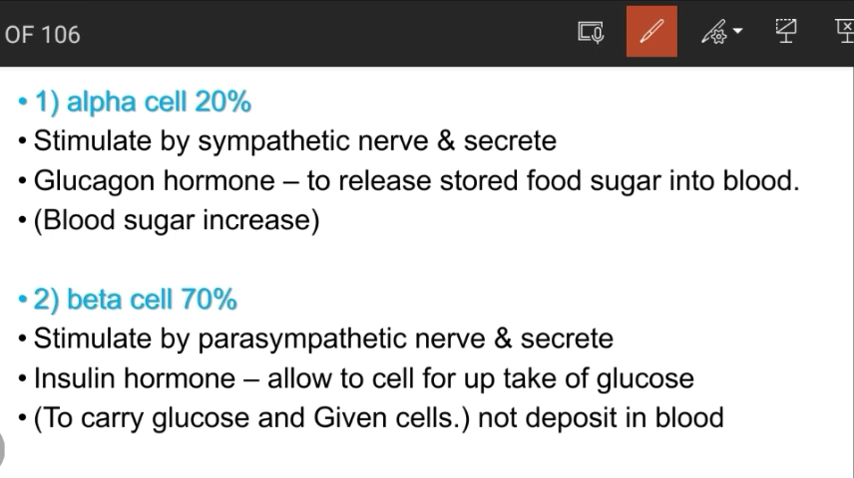 OF 106
• 1) alpha cell 20%
• Stimulate by sympathetic nerve & secrete
• Glucagon hormone – to release stored food sugar into blood.
• (Blood sugar increase)
• 2) beta cell 70%
• Stimulate by parasympathetic nerve & secrete
• Insulin hormone – allow to cell for up take of glucose
• (To carry glucose and Given cells.) not deposit in blood